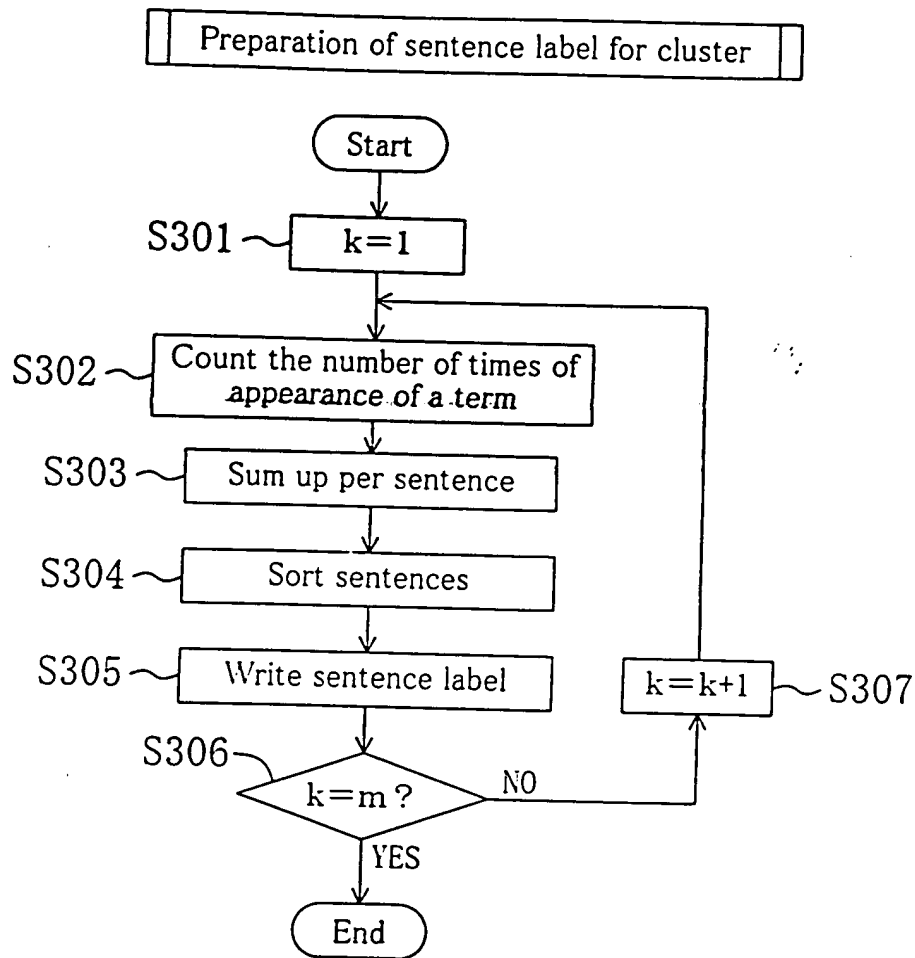 Preparation of sentence label for cluster
Start
S301
k=1
S302
Count the number of times of
appearance of a term
S303
Sum up per sentence
S304
Sort sentences
S305
Write sentence label
k=k+1
S307
S306
k=m?
NO
YES
End